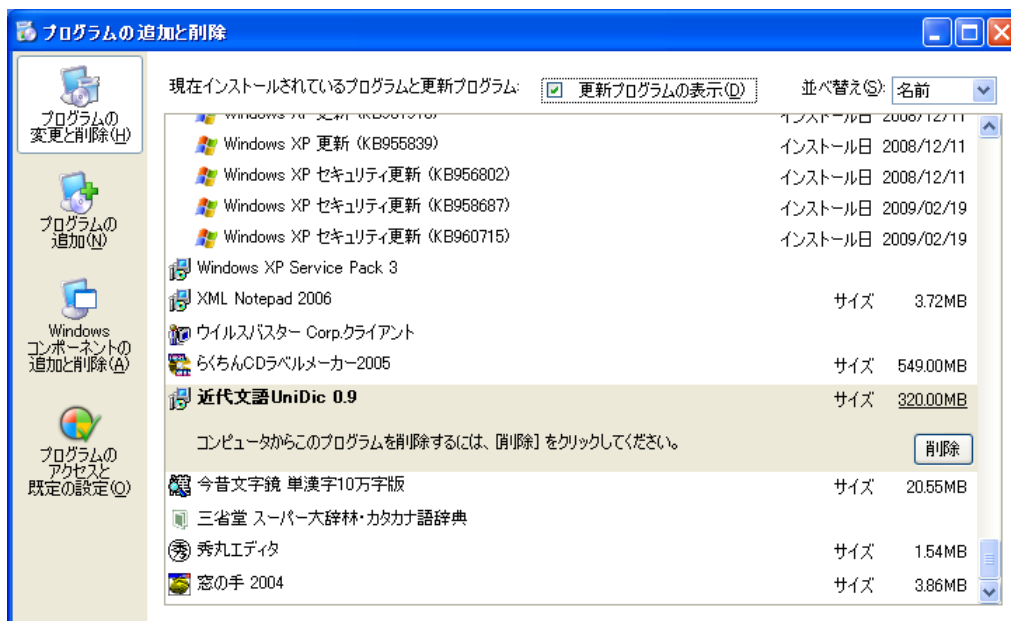 プログラムの追加と削除
プログラムの
変更と削除(H)
プログラムの
追加(N)
Windows
コンポーネントの
追加と削除(A)
プログラムの
アクセスと
既定の設定(O)
現在インストールされているプログラムと更新プログラム:
更新プログラムの表示(D)
並べ替え(S):
名前
Windows XP 更新
インストール日 2008/12/11
Windows XP 更新 (KB955839)
インストール日 2008/12/11
Windows XP セキュリティ更新 (KB956802)
インストール日 2008/12/11
Windows XP セキュリティ更新 (KB958687)
インストール日 2009/02/19
Windows XP セキュリティ更新 (KB960715)
インストール日 2009/02/19
Windows XP Service Pack 3
XML Notepad 2006
サイズ 3.72MB
ウイルスバスター Corp.クライアント
らくちんCDラベルメーカー2005
サイズ 549.00MB
近代文語UniDic 0.9
サイズ 320.00MB
コンピュータからこのプログラムを削除するには、[削除] をクリックしてください。
削除
今昔文字鏡 単漢字10万字版
サイズ 20.55MB
三省堂 スーパー大辞林・カタカナ語辞典
秀丸エディタ
サイズ 1.54MB
窓の手 2004
サイズ 3.86MB